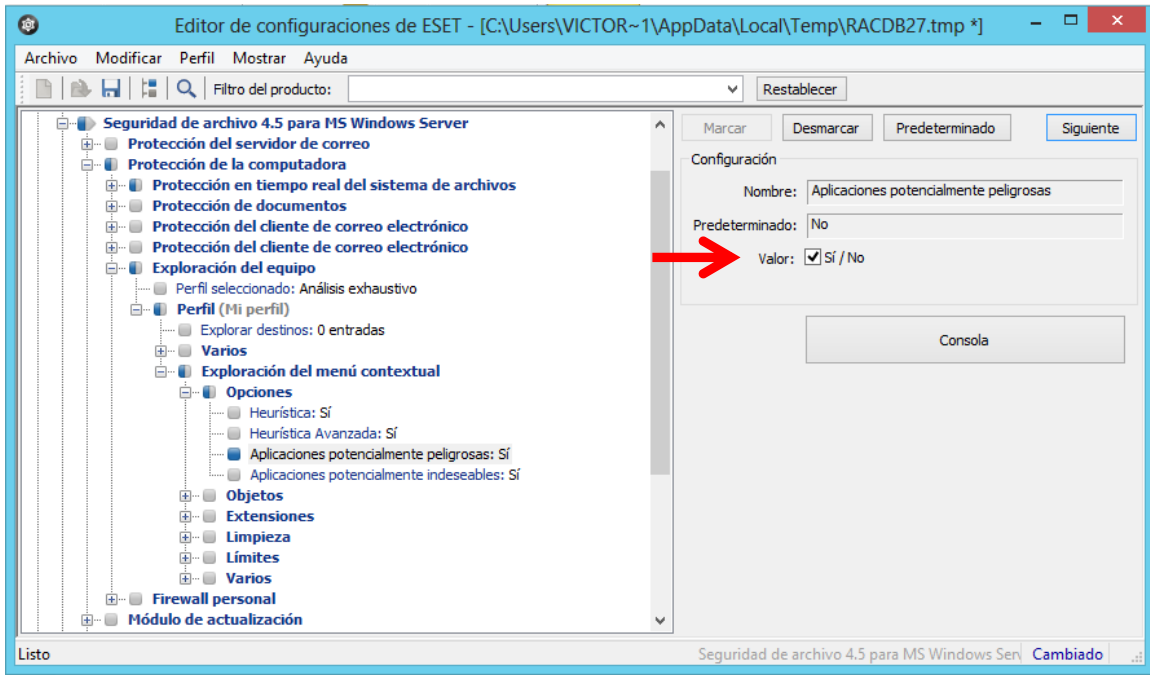 Editor de configuraciones de ESET - [C:\Users\VICTOR~1\AppData\Local\Temp\RACDB27.tmp *]
Archivo Modificar Perfil Mostrar Ayuda
Filtro del producto: Restablecer
Seguridad de archivo 4.5 para MS Windows Server
Protección del servidor de correo
Protección de la computadora
Protección en tiempo real del sistema de archivos
Protección de documentos
Protección del cliente de correo electrónico
Protección del cliente de correo electrónico
Exploración del equipo
Perfil seleccionado: Análisis exhaustivo
Perfil (Mi perfil)
Explorar destinos: 0 entradas
Varios
Exploración del menú contextual
Opciones
Heurística: Sí
Heurística Avanzada: Sí
Aplicaciones potencialmente peligrosas: Sí
Aplicaciones potencialmente indeseables: Sí
Objetos
Extensiones
Limpieza
Límites
Varios
Firewall personal
Módulo de actualización
Marcar Desmarcar Predeterminado Siguiente
Configuración
Nombre: Aplicaciones potencialmente peligrosas
Predeterminado: No
Valor: Sí / No
Consola
Listo
Seguridad de archivo 4.5 para MS Windows Ser Cambiado